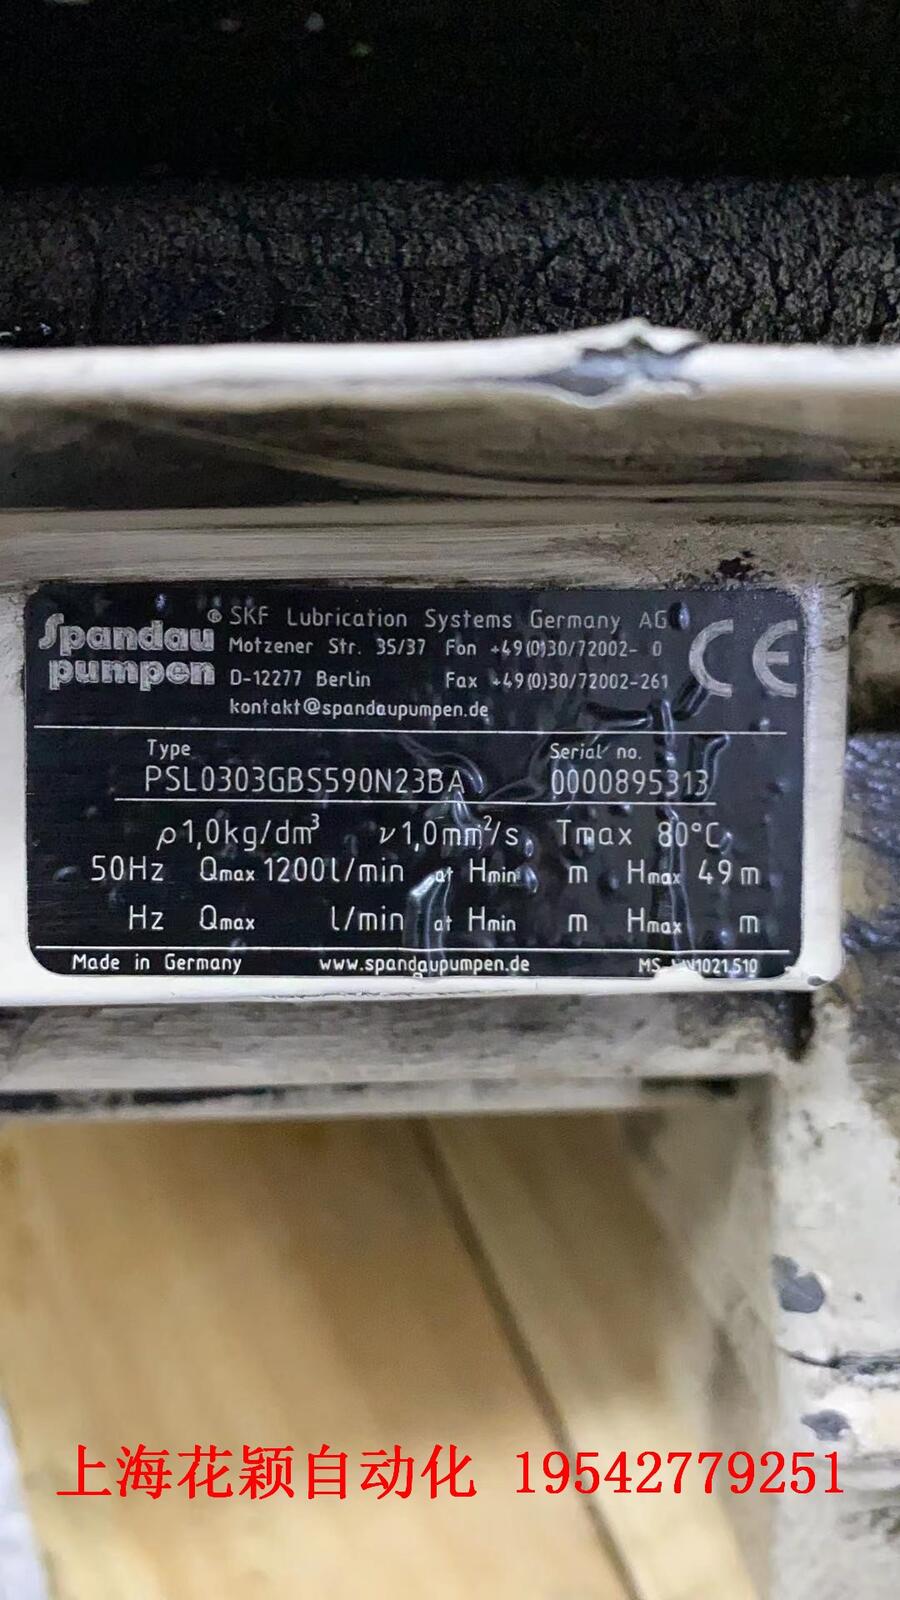 Spandau pumpen
® SKF Lubrication Systems Germany AG
Motzener Str. 35/37 Fon +49(0)30/72002- 0
D-12277 Berlin Fax +49(0)30/72002-261
kontakt@spandaupumpen.de
CE
Type Serial no.
PSL0303GBS590N23BA 0000895313
ρ1,0kg/dm³ ν1,0mm²/s Tmax 80°C
50Hz Qmax 1200l/min at Hmin m Hmax 49m
Hz Qmax l/min at Hmin m Hmax m
Made in Germany www.spandaupumpen.de
上海花颖自动化 19542779251